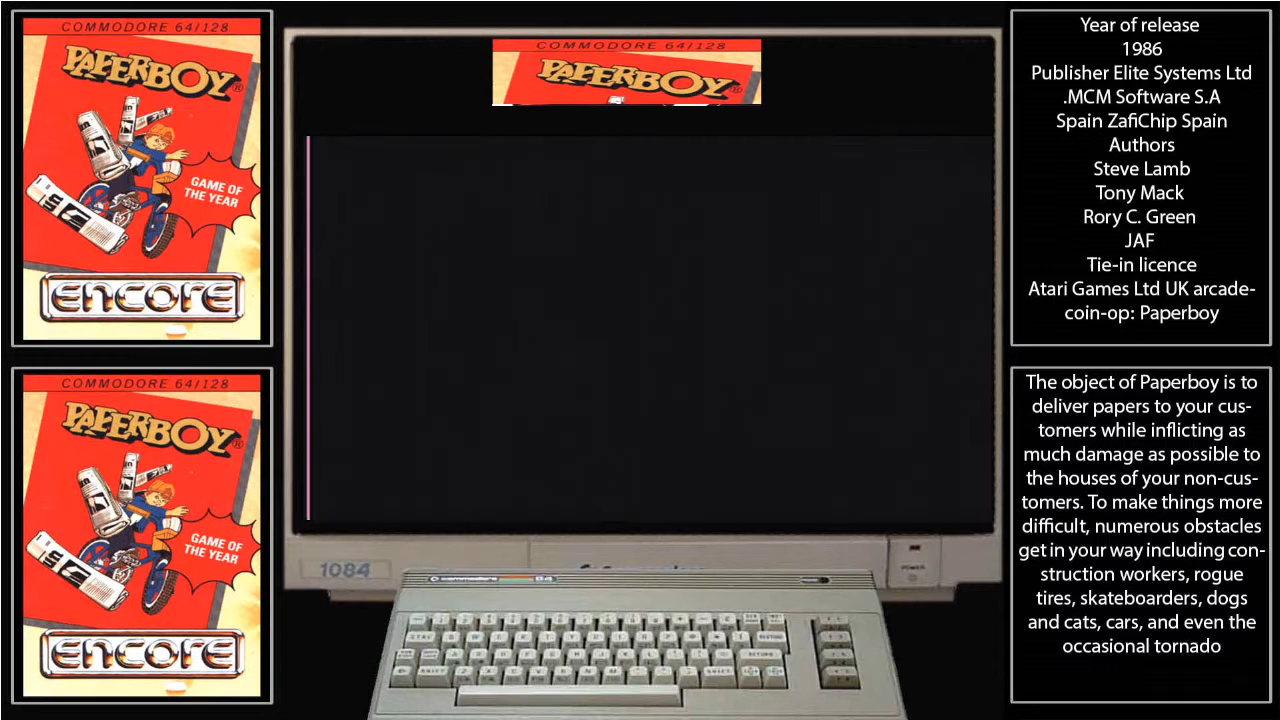 COMMODORE 64/128
PAPERBOY®
GAME OF
THE YEAR
ENCORE
COMMODORE 64/128
PAPERBOY®
GAME OF
THE YEAR
ENCORE
COMMODORE 64/128
PAPERBOY®
1084
POWER
commodore 64
Year of release
1986
Publisher Elite Systems Ltd
.MCM Software S.A
Spain ZafiChip Spain
Authors
Steve Lamb
Tony Mack
Rory C. Green
JAF
Tie-in licence
Atari Games Ltd UK arcade-
coin-op: Paperboy
The object of Paperboy is to
deliver papers to your cus-
tomers while inflicting as
much damage as possible to
the houses of your non-cus-
tomers. To make things more
difficult, numerous obstacles
get in your way including con-
struction workers, rogue
tires, skateboarders, dogs
and cats, cars, and even the
occasional tornado